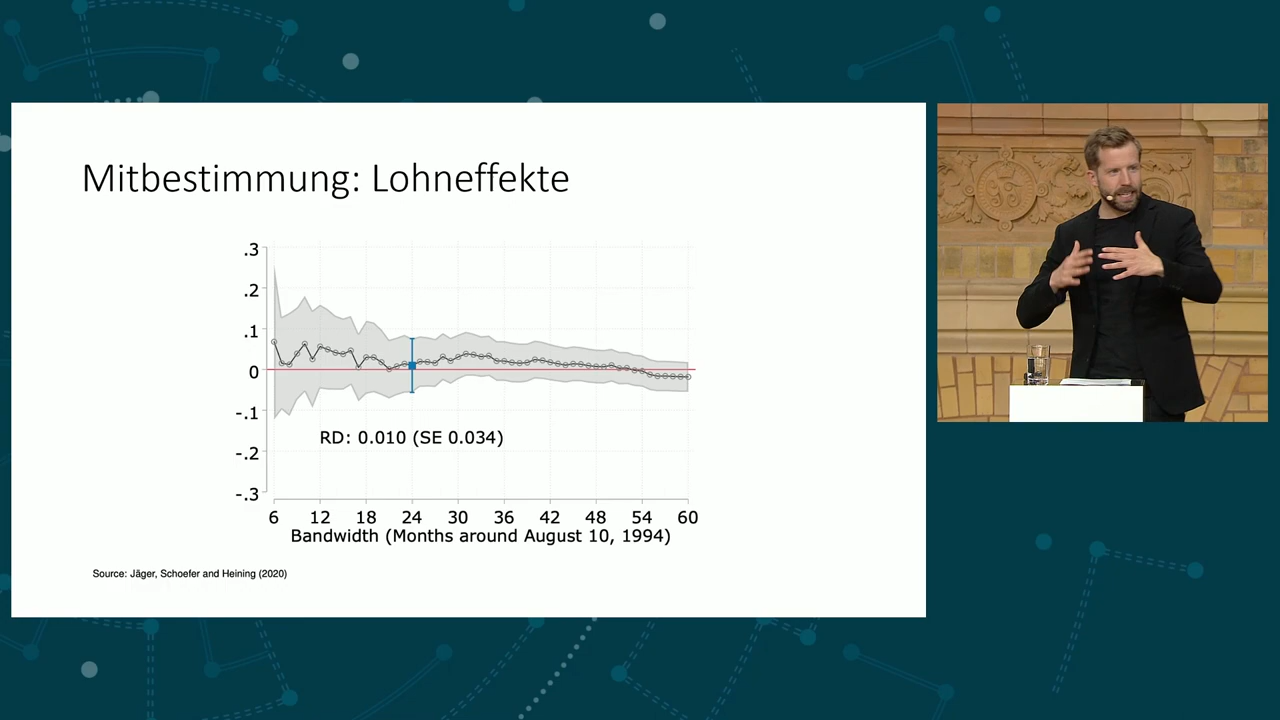 Mitbestimmung: Lohneffekte
.3
.2
.1
0
-.1
-.2
-.3
RD: 0.010 (SE 0.034)
6 12 18 24 30 36 42 48 54 60
Bandwidth (Months around August 10, 1994)
Source: Jäger, Schoefer and Heining (2020)